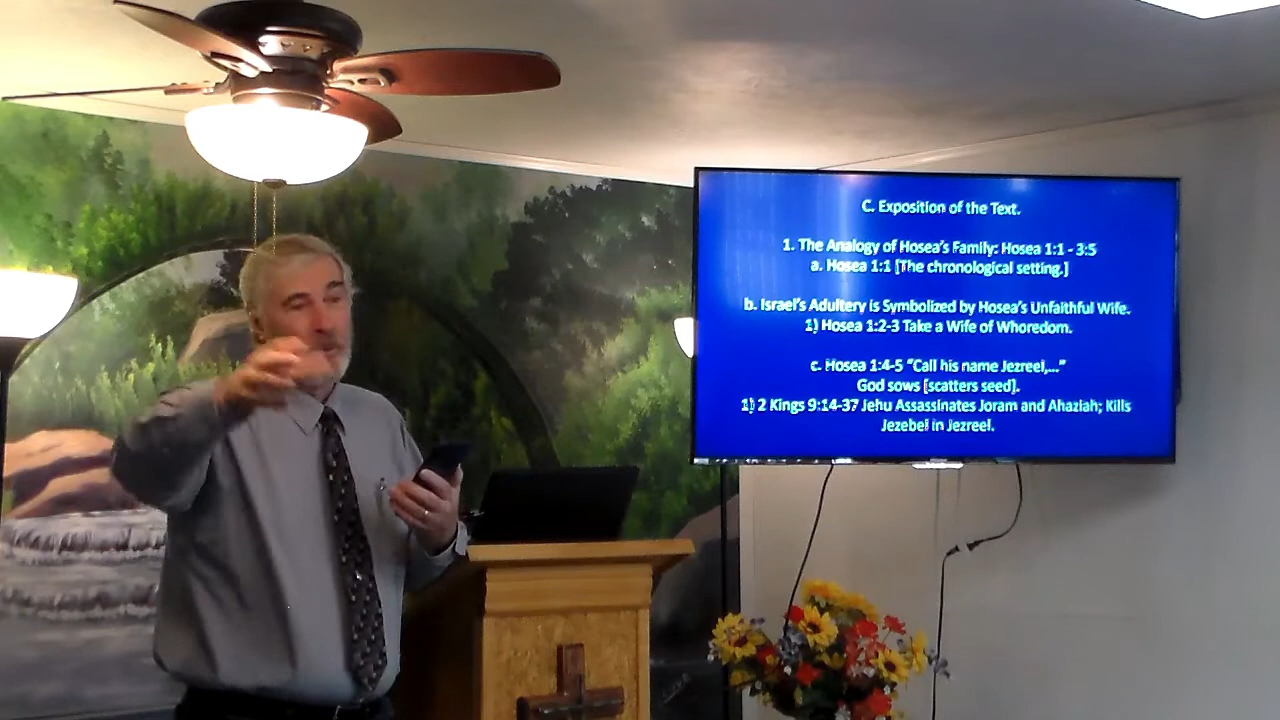 C. Exposition of the Text.
1. The Analogy of Hosea's Family: Hosea 1:1 - 3:5
a. Hosea 1:1 [The chronological setting.]
b. Israel's Adultery is Symbolized by Hosea's Unfaithful Wife.
1) Hosea 1:2-3 Take a Wife of Whoredom.
c. Hosea 1:4-5 “Call his name Jezreel,...”
God sows [scatters seed].
1) 2 Kings 9:14-37 Jehu Assassinates Joram and Ahaziah; Kills
Jezebel in Jezreel.